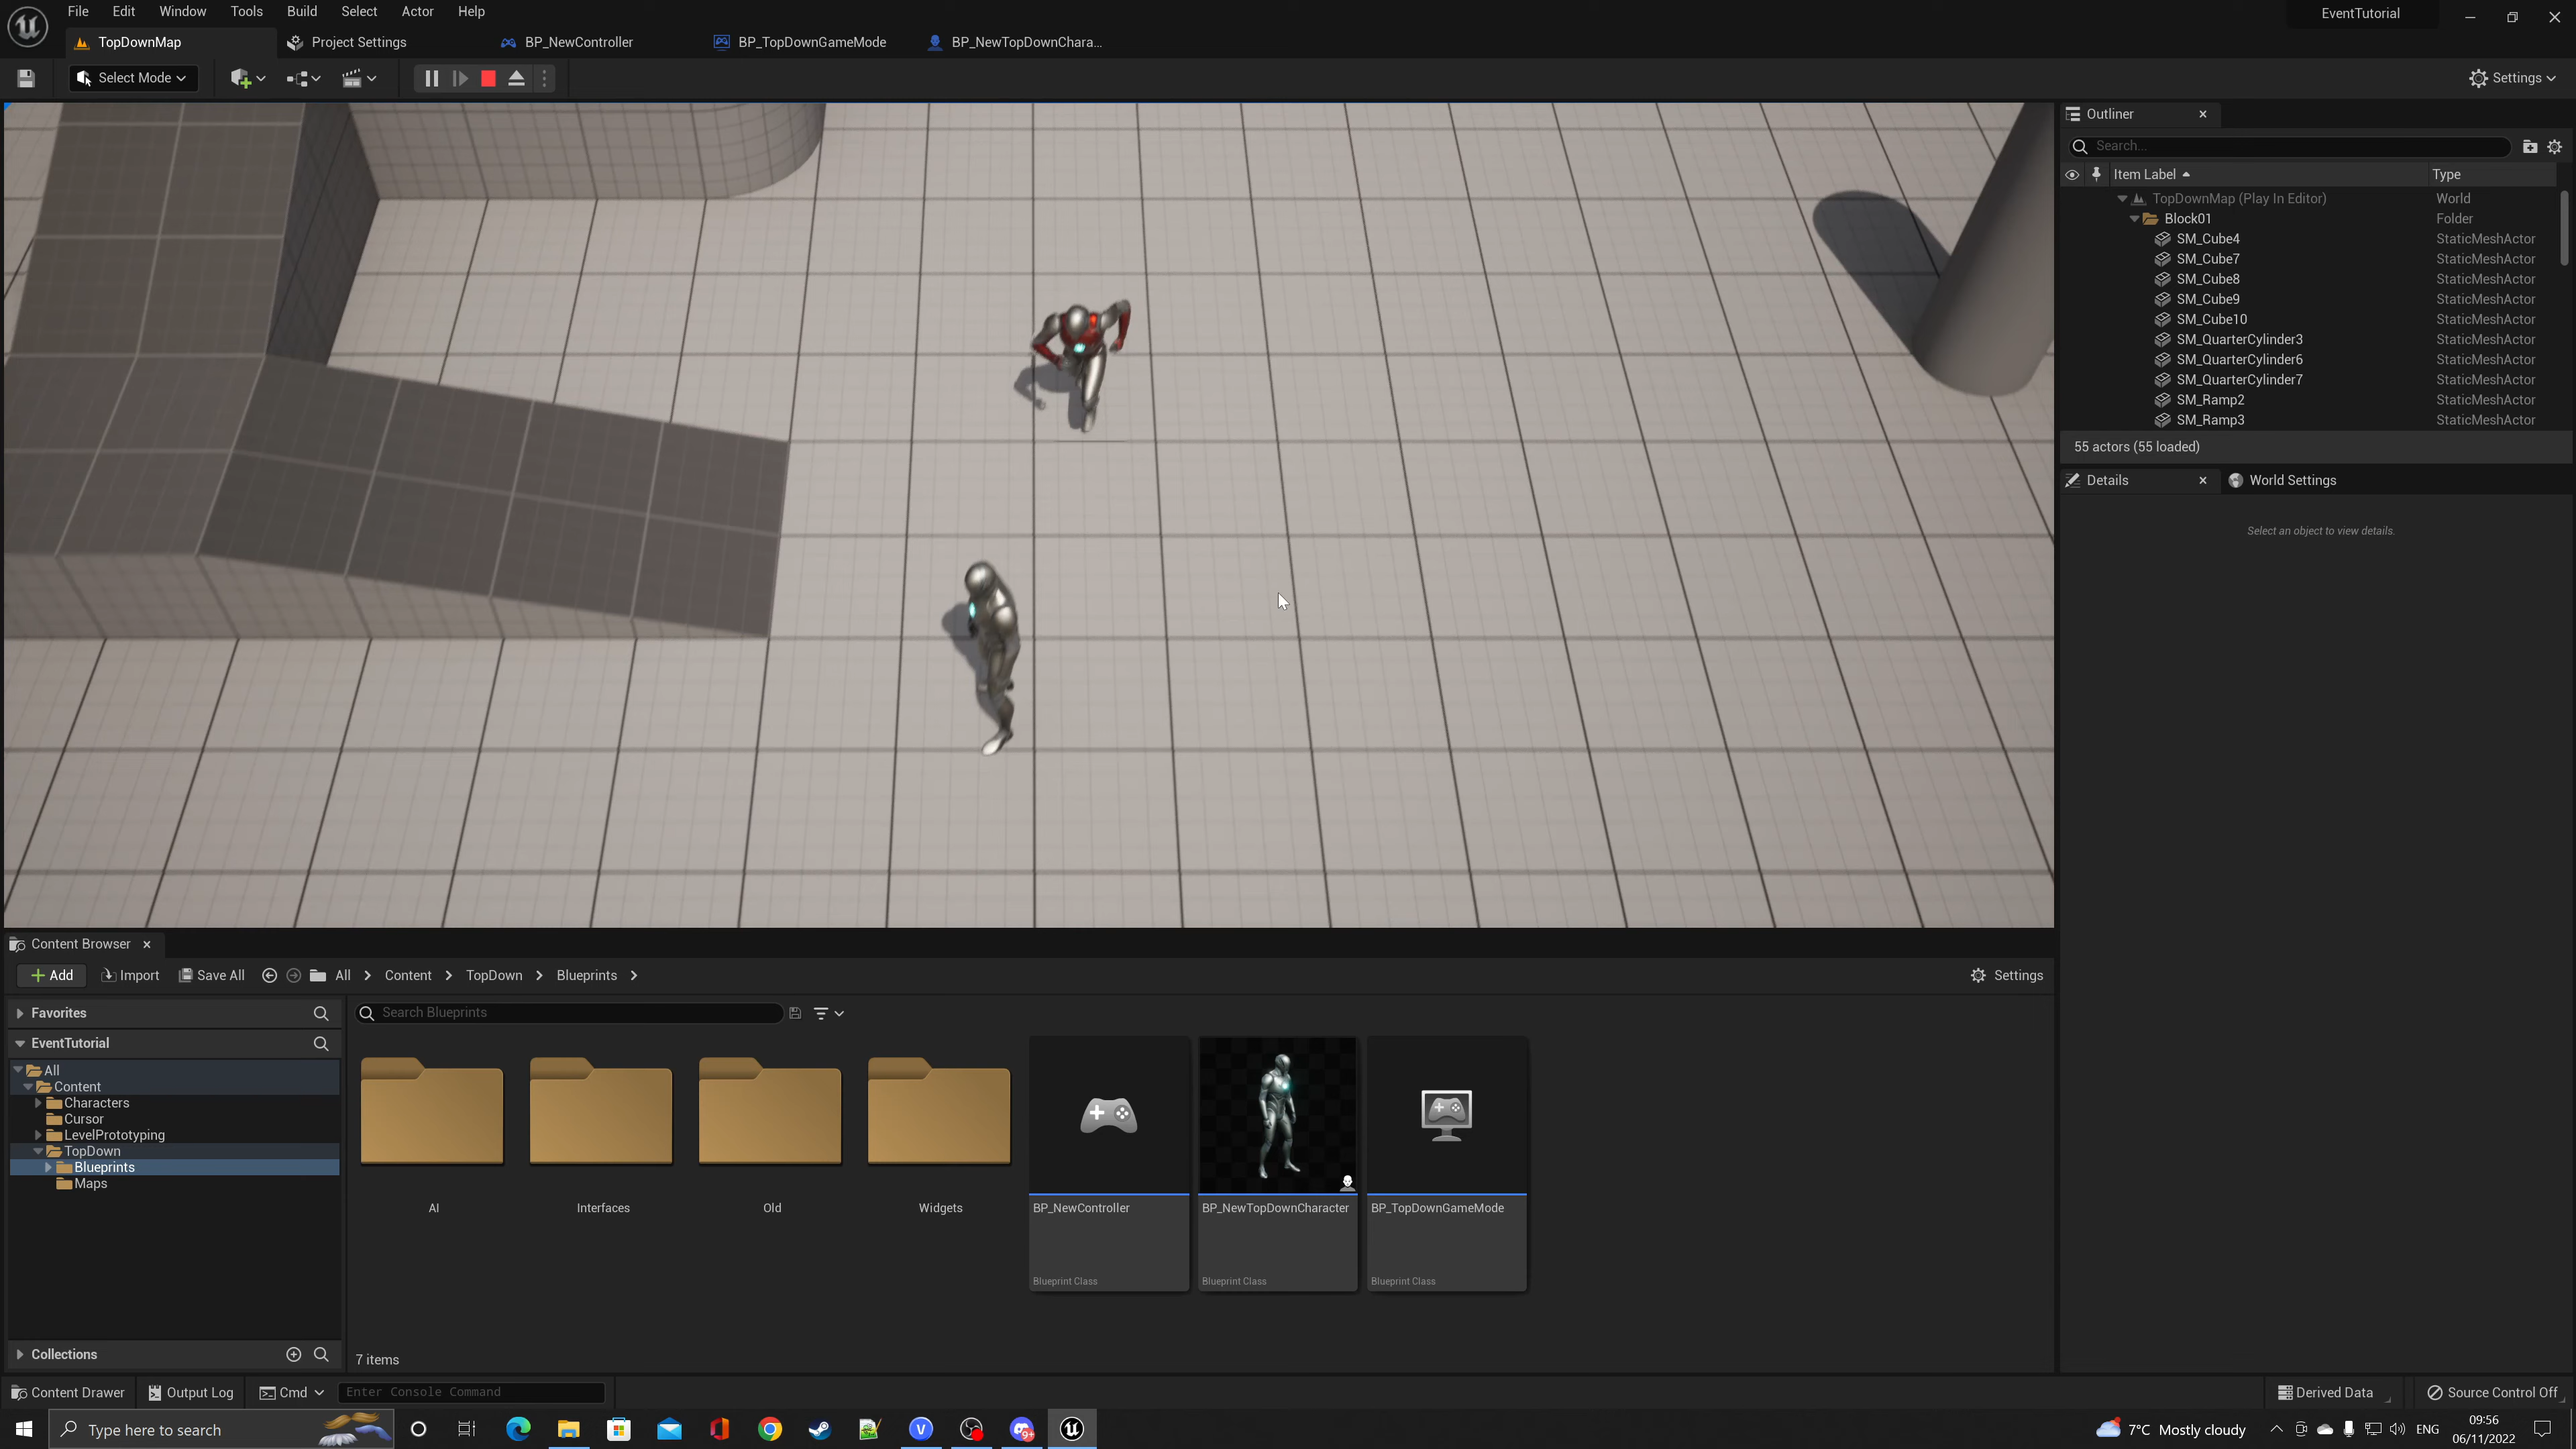 File Edit Window Tools Build Select Actor Help
EventTutorial
TopDownMap
Project Settings
BP_NewController
BP_TopDownGameMode
BP_NewTopDownChara...
Select Mode
Settings
Outliner
Search...
Item Label Type
TopDownMap (Play In Editor) World
Block01 Folder
SM_Cube4 StaticMeshActor
SM_Cube7 StaticMeshActor
SM_Cube8 StaticMeshActor
SM_Cube9 StaticMeshActor
SM_Cube10 StaticMeshActor
SM_QuarterCylinder3 StaticMeshActor
SM_QuarterCylinder6 StaticMeshActor
SM_QuarterCylinder7 StaticMeshActor
SM_Ramp2 StaticMeshActor
SM_Ramp3 StaticMeshActor
55 actors (55 loaded)
Details
World Settings
Select an object to view details.
Content Browser
Add Import Save All All Content TopDown Blueprints Settings
Favorites
Search Blueprints
EventTutorial
All
Content
Characters
Cursor
LevelPrototyping
TopDown
Blueprints
Maps
AI
Interfaces
Old
Widgets
BP_NewController
BP_NewTopDownCharacter
BP_TopDownGameMode
Blueprint Class
Blueprint Class
Blueprint Class
Collections
7 items
Content Drawer Output Log Cmd Enter Console Command
Derived Data Source Control Off
Type here to search
9+
7°C Mostly cloudy
ENG
09:56
06/11/2022